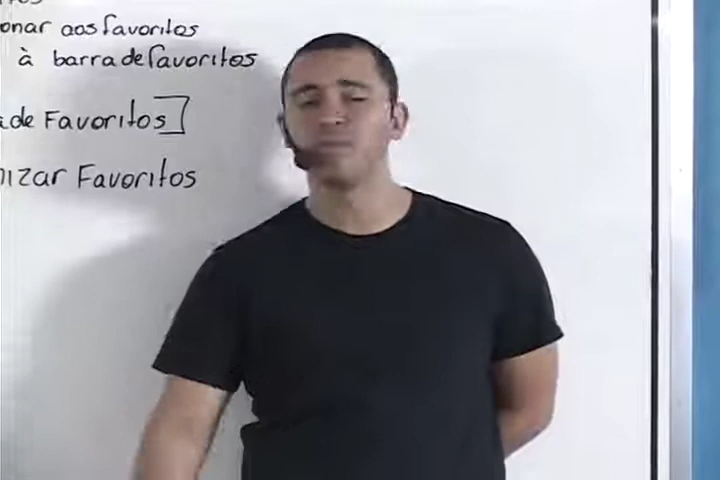 onar aos favoritos
à barra de favoritos
de Favoritos]
nizar Favoritos